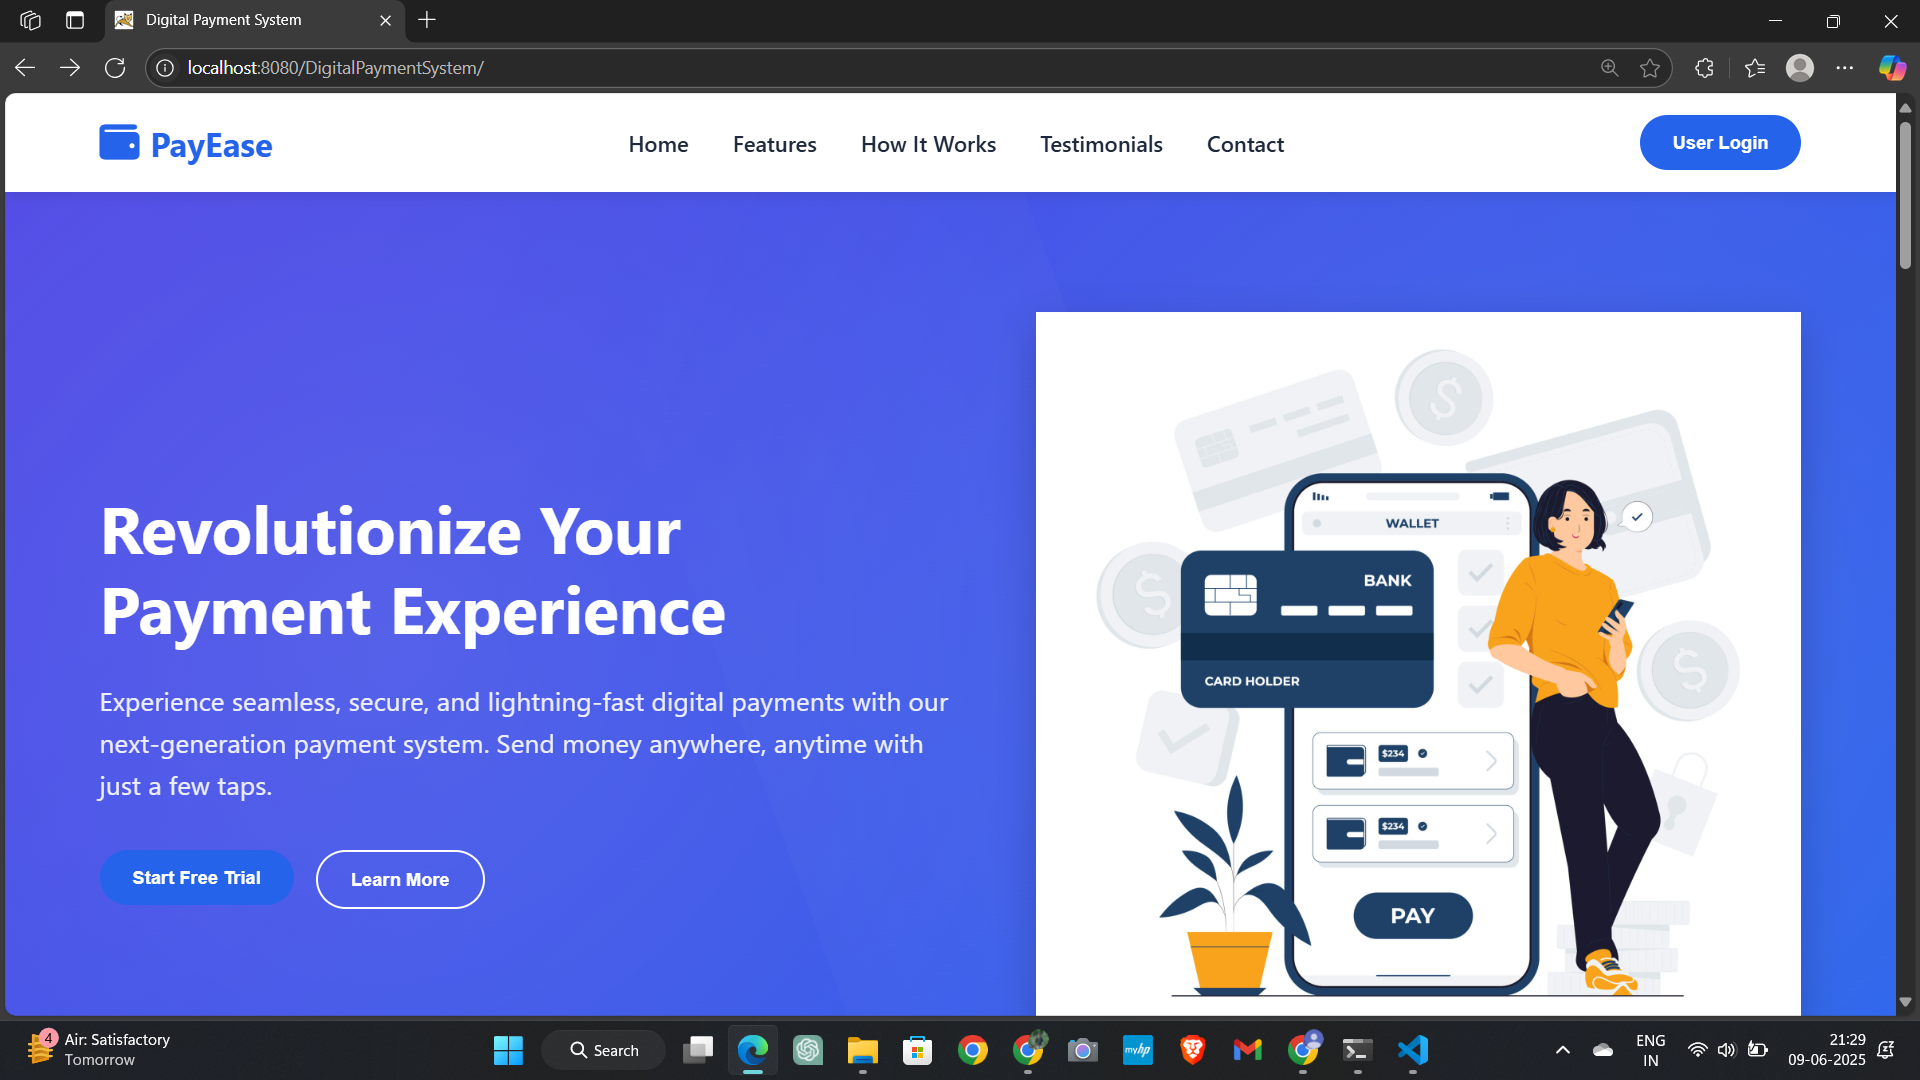 Digital Payment System
localhost:8080/DigitalPaymentSystem/
PayEase
Home
Features
How It Works
Testimonials
Contact
User Login
Revolutionize Your
Payment Experience
Experience seamless, secure, and lightning-fast digital payments with our
next-generation payment system. Send money anywhere, anytime with
just a few taps.
Start Free Trial
Learn More
WALLET
BANK
CARD HOLDER
$234
$234
PAY
4
Air: Satisfactory
Tomorrow
Search
myhp
ENG
IN
21:29
09-06-2025